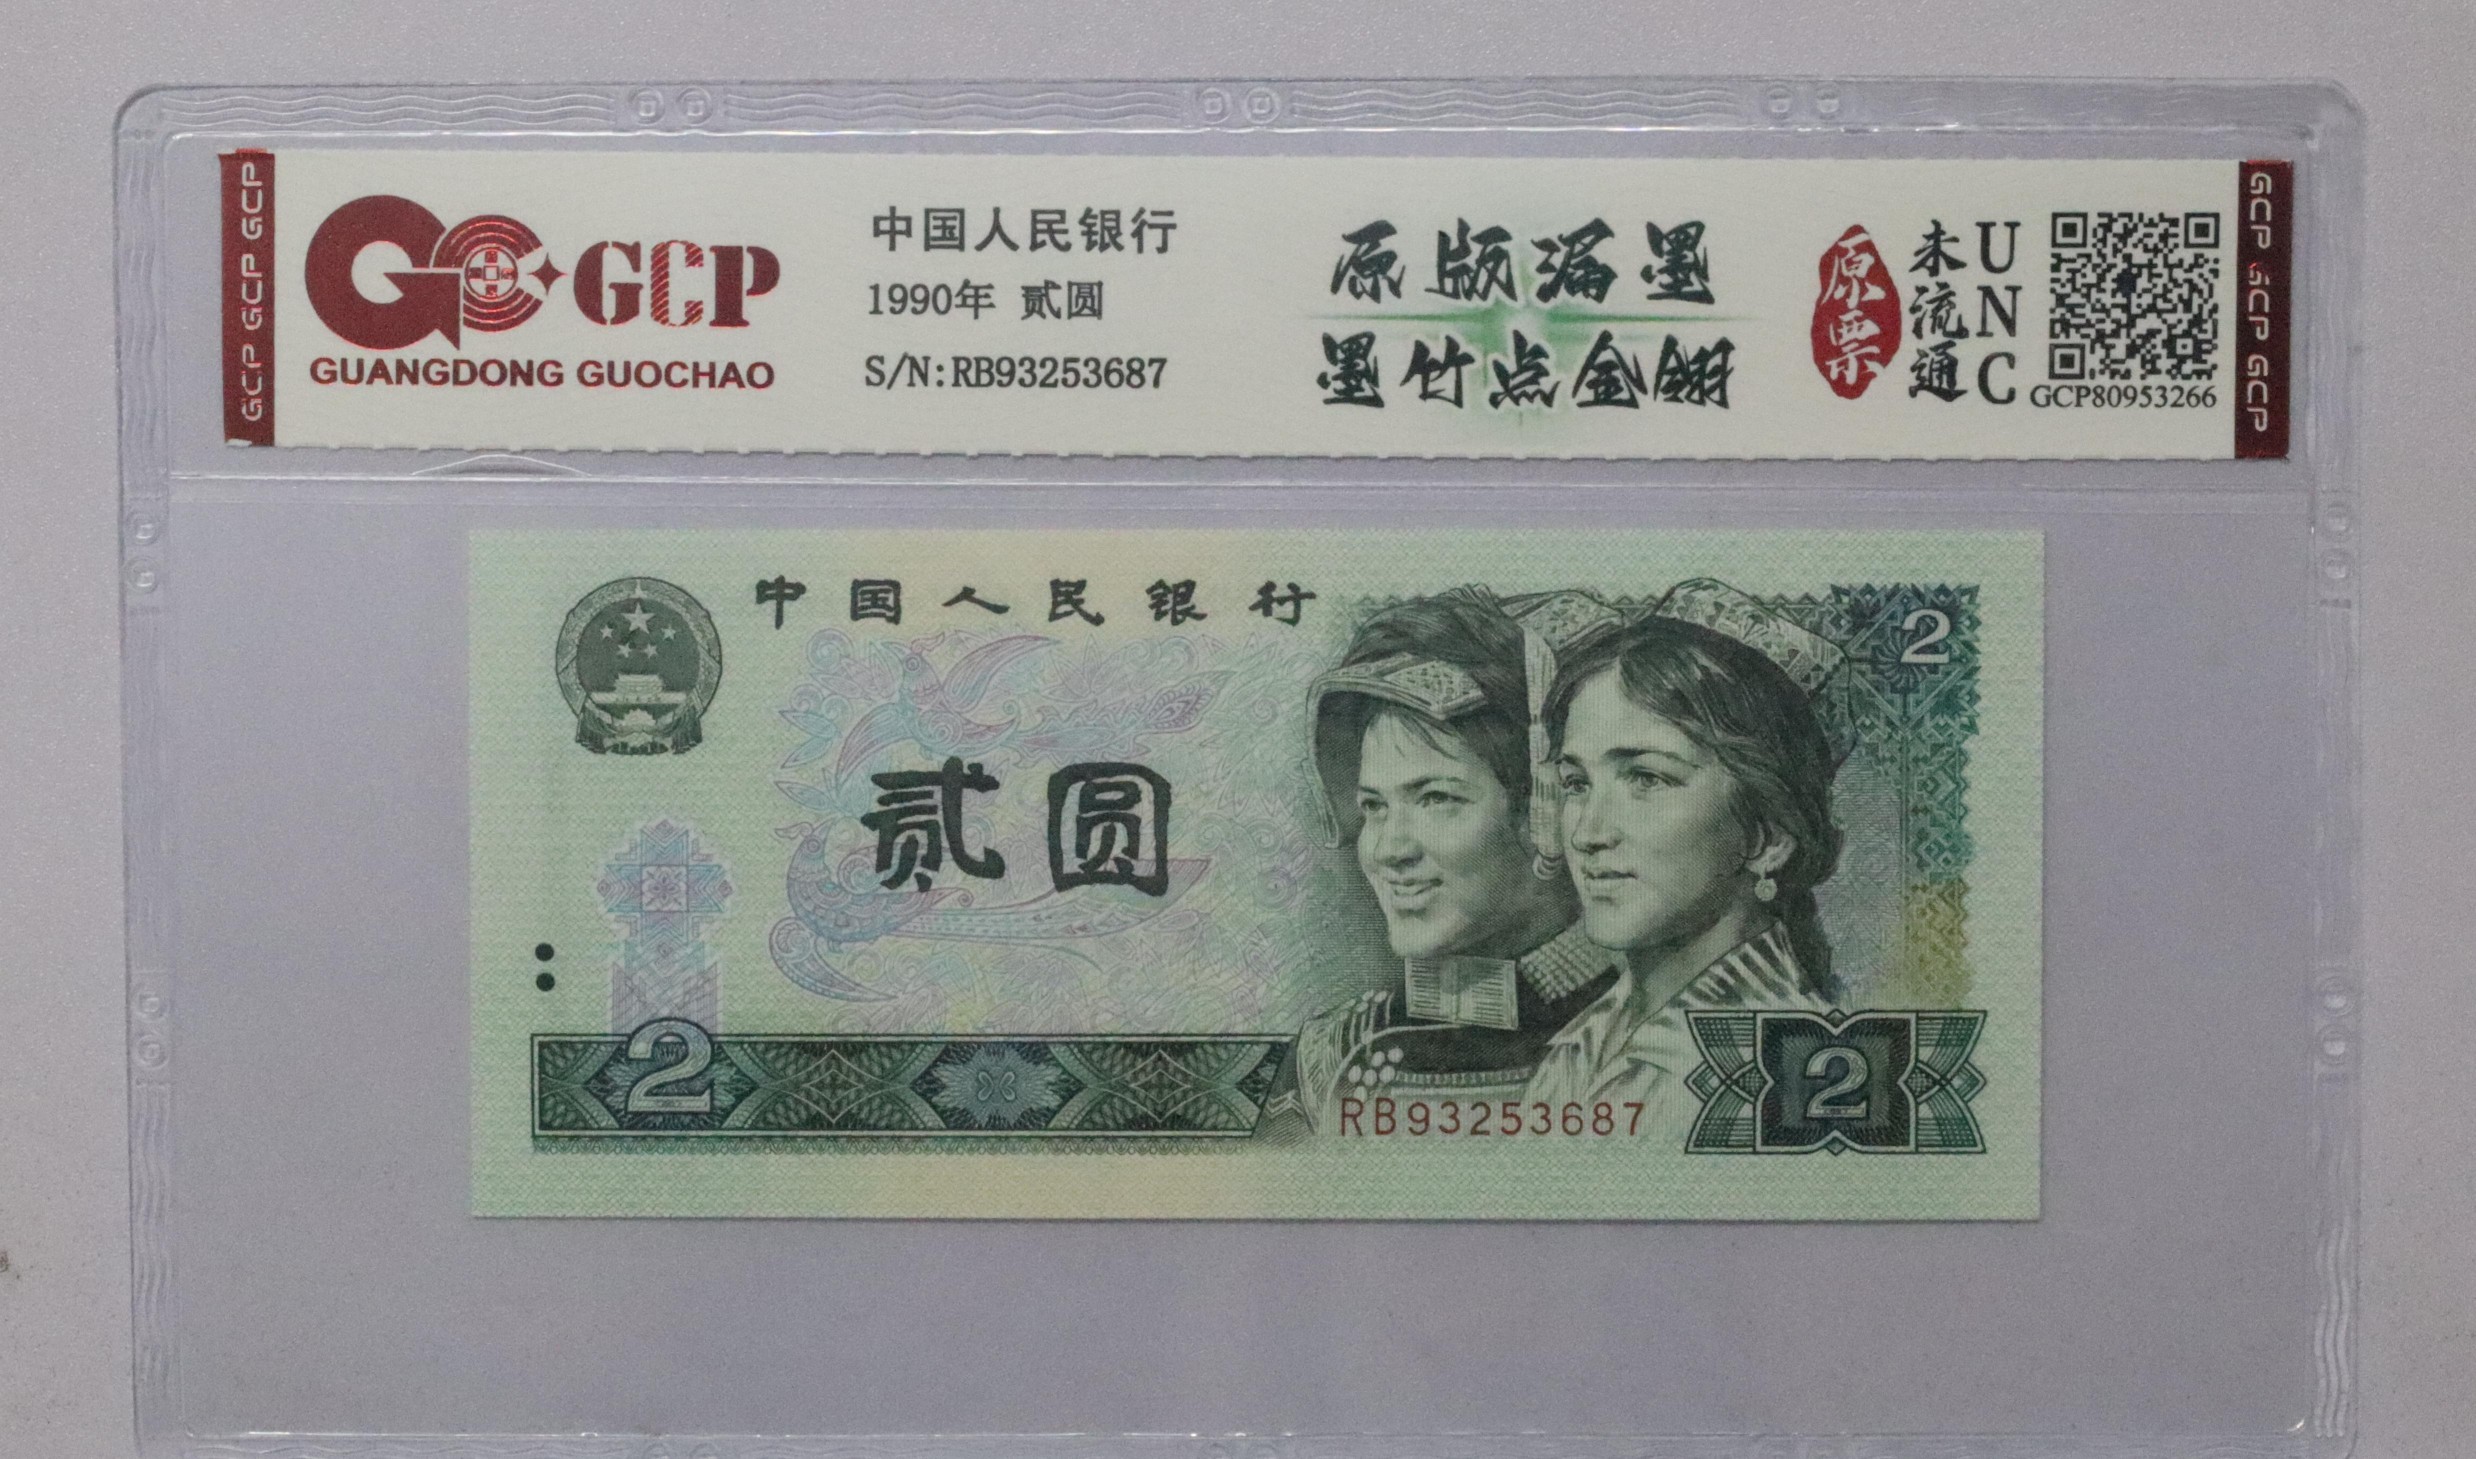 GCP GCP GCP
GCP
GUANGDONG GUOCHAO
中国人民银行
1990年 贰圆
S/N:RB93253687
原版漏墨
墨竹点金翎
原票
未流通
UNC
GCP80953266
GCP GCP GCP
中国人民银行
2
贰圆
2
RB93253687
2